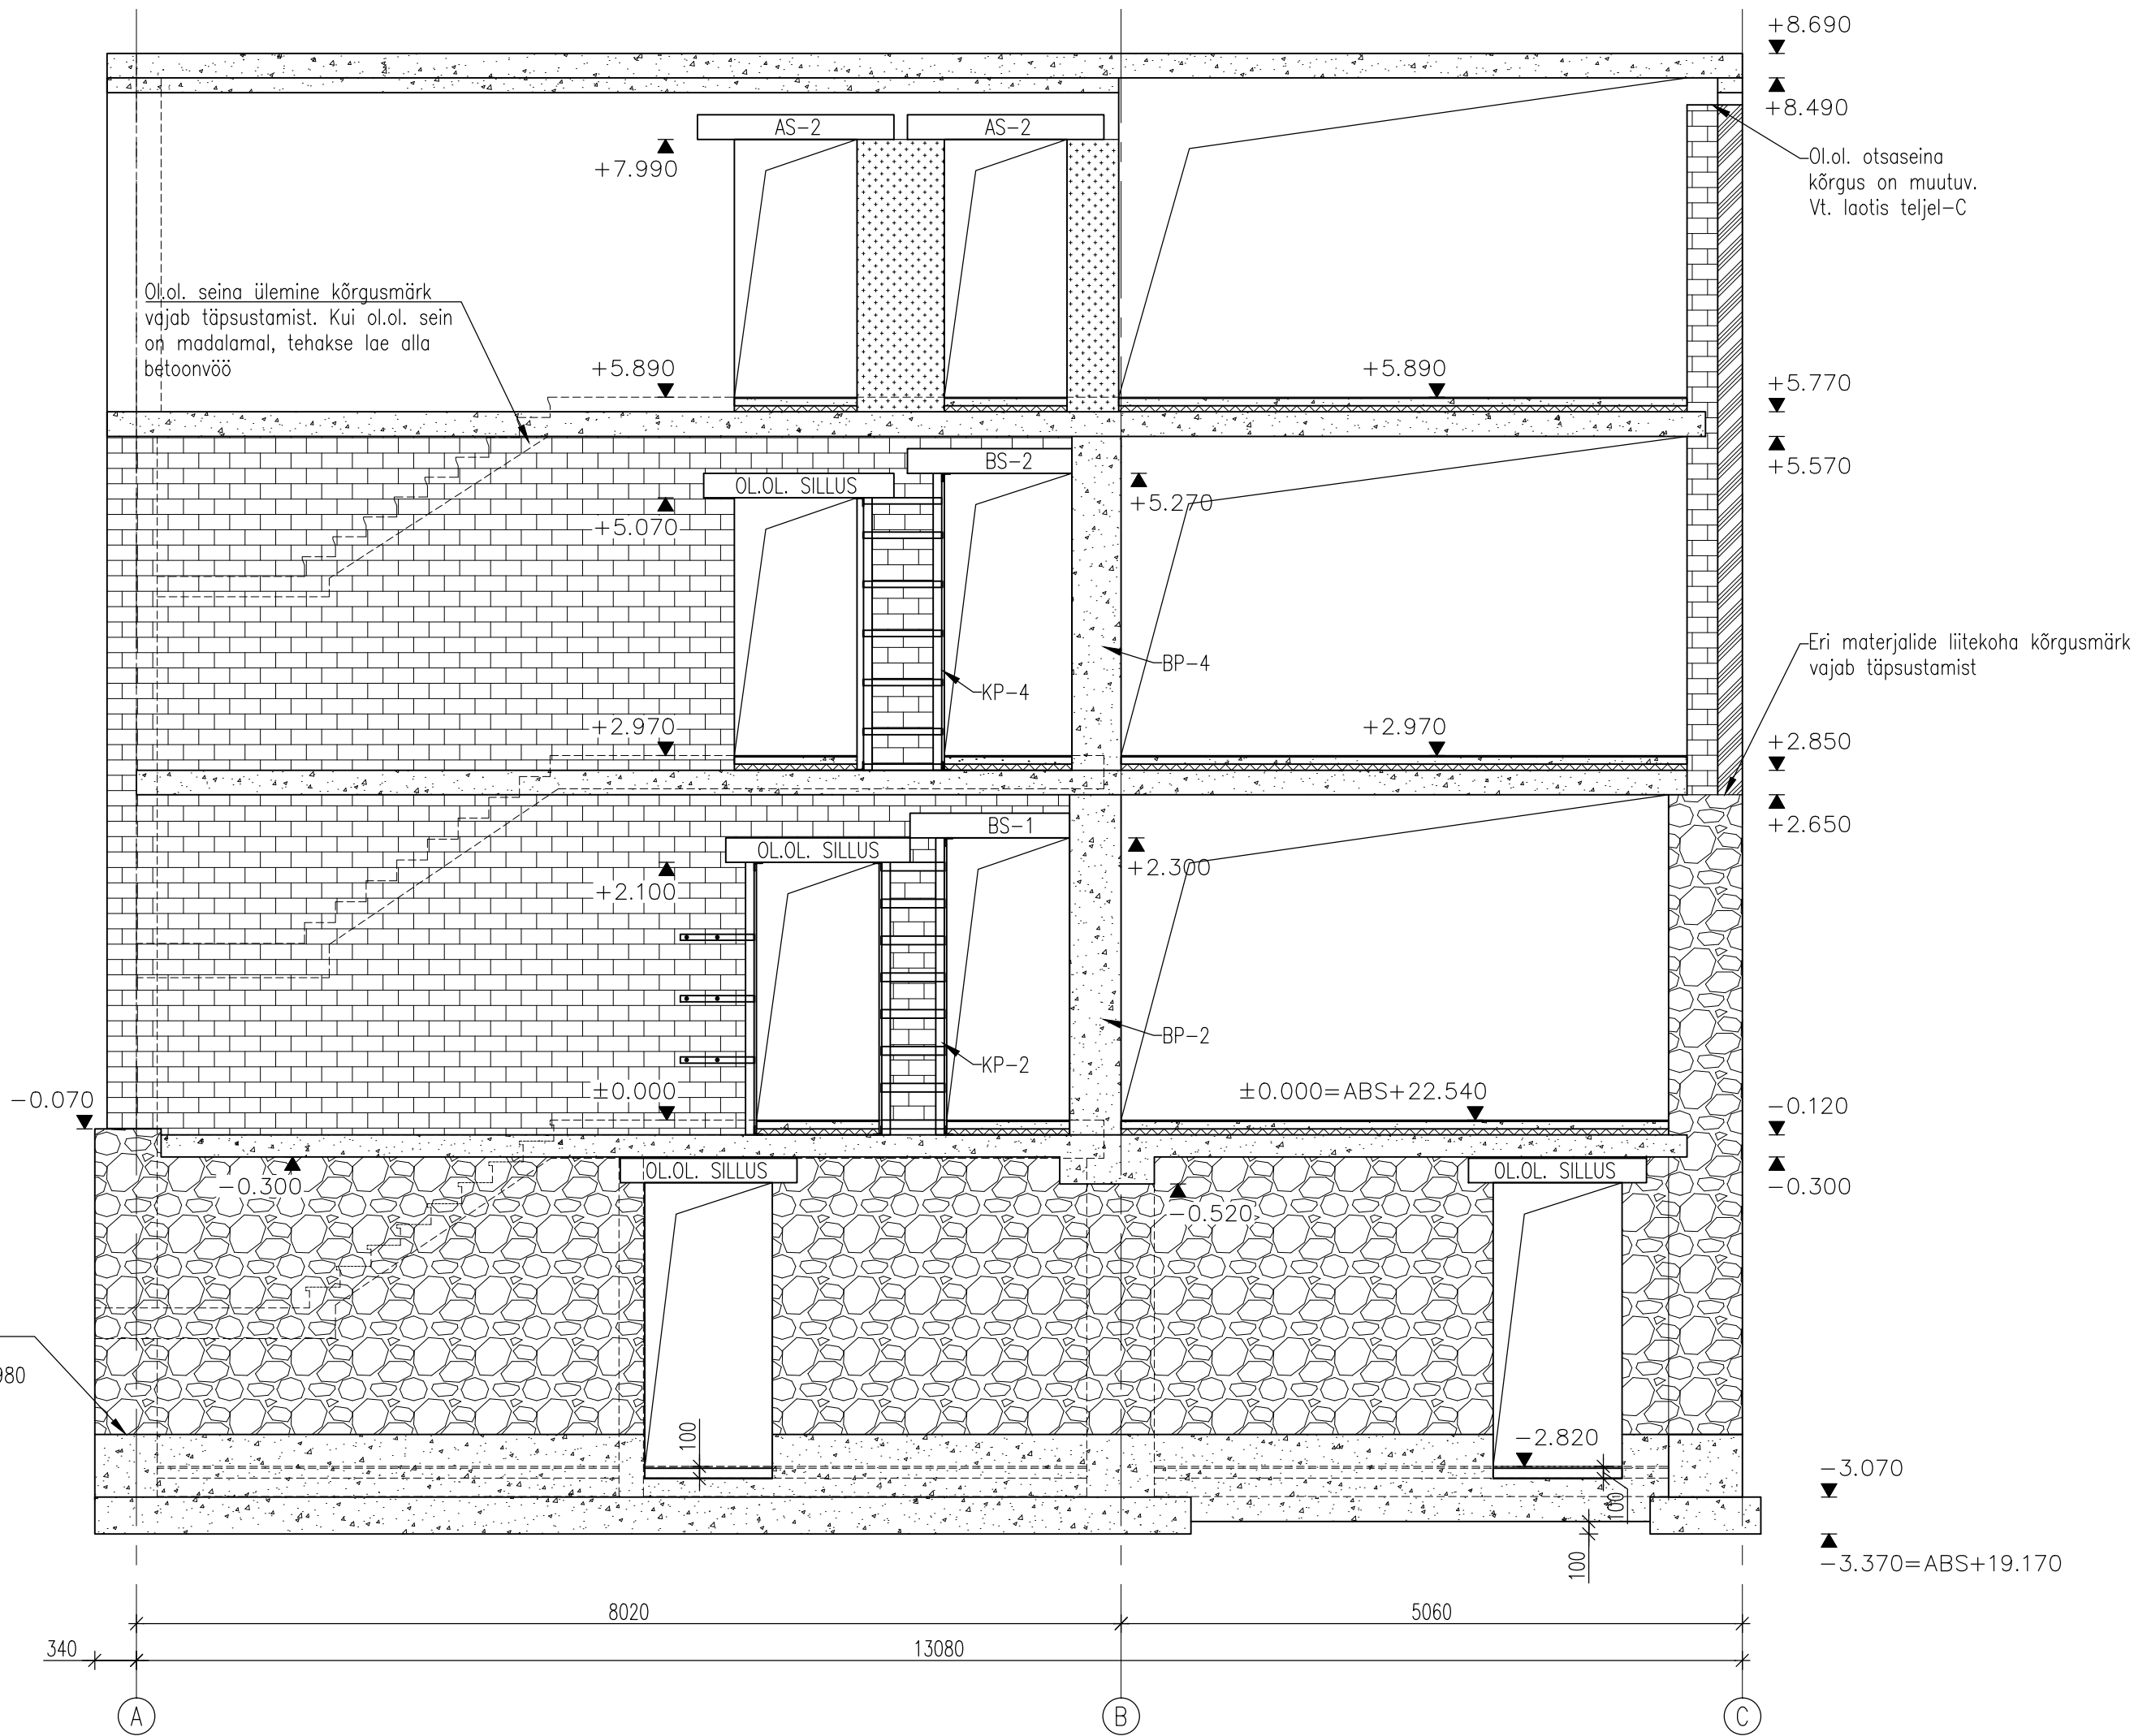 +8.690
+8.490
AS-2
AS-2
+7.990
Ol.ol. otsaseina
kõrgus on muutuv.
Vt. laotis teljel-C
Ol.ol. seina ülemine kõrgusmärk
vajab täpsustamist. Kui ol.ol. sein
on madalamal, tehakse lae alla
betoonvöö
+5.890
+5.890
+5.770
+5.570
BS-2
OL.OL. SILLUS
+5.070
+5.270
Eri materjalide liitekoha kõrgusmärk
vajab täpsustamist
BP-4
KP-4
+2.970
+2.970
+2.850
+2.650
BS-1
OL.OL. SILLUS
+2.100
+2.300
BP-2
KP-2
±0.000
±0.000=ABS+22.540
-0.070
-0.120
-0.300
OL.OL. SILLUS
OL.OL. SILLUS
-0.300
-0.520
980
100
-2.820
-3.070
100
100
-3.370=ABS+19.170
8020
5060
340
13080
A
B
C